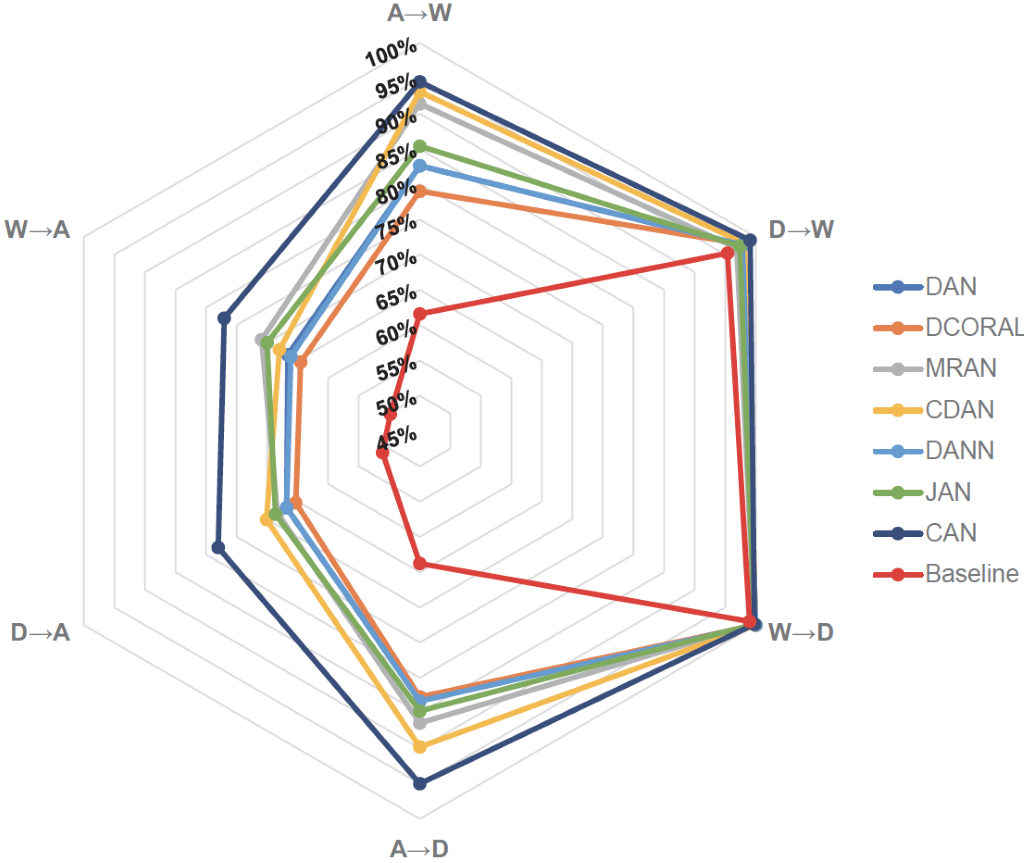 A→W
100%
95%
90%
85%
80%
75%
70%
65%
60%
55%
50%
45%
W→A
D→W
D→A
W→D
A→D
DAN
DCORAL
MRAN
CDAN
DANN
JAN
CAN
Baseline